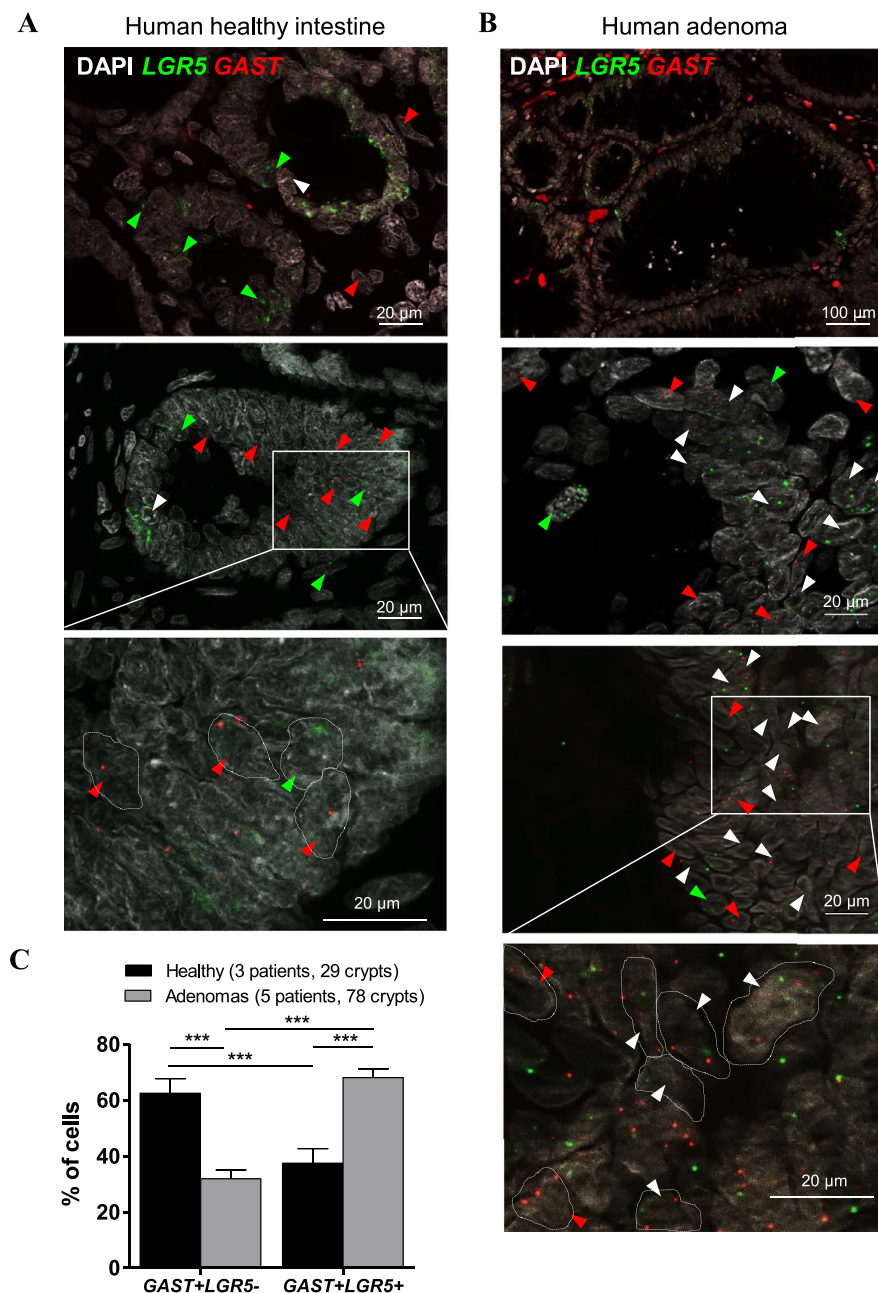 A
Human healthy intestine
DAPI LGR5 GAST
20 µm
20 µm
20 µm
B
Human adenoma
DAPI LGR5 GAST
100 µm
20 µm
20 µm
20 µm
C
Healthy (3 patients, 29 crypts)
Adenomas (5 patients, 78 crypts)
***
***
***
***
80
60
40
20
0
% of cells
GAST+LGR5-
GAST+LGR5+